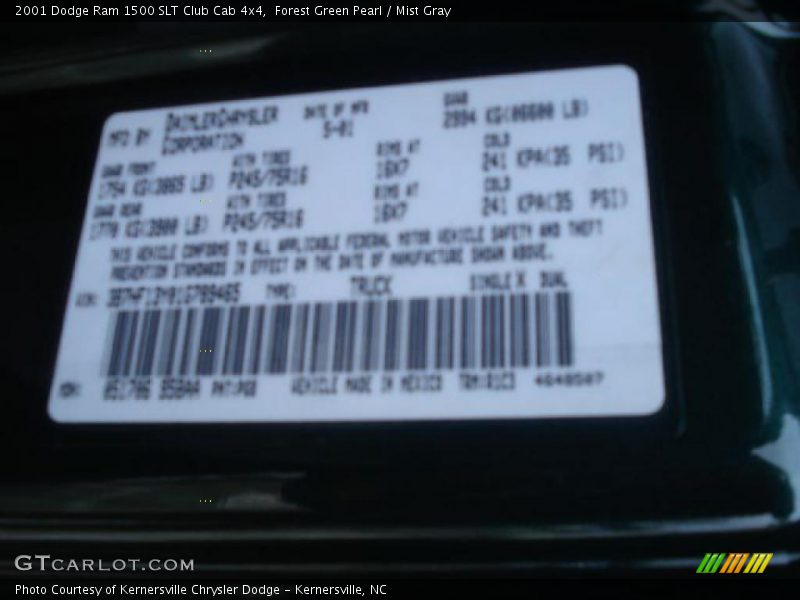 2001 Dodge Ram 1500 SLT Club Cab 4x4,  Forest Green Pearl / Mist Gray
MFD BY DAIMLERCHRYSLER CORPORATION DATE OF MFR 5-01 GVWR 2994 KG(06600 LB)
GAWR FRONT WITH TIRES RIMS AT COLD
1754 KG(3865 LB) P245/75R16 16X7 241 KPA(35 PSI)
GAWR REAR WITH TIRES RIMS AT COLD
P245/75R16 16X7 241 KPA(35 PSI)
THIS VEHICLE CONFORMS TO ALL APPLICABLE FEDERAL MOTOR VEHICLE SAFETY AND THEFT
PREVENTION STANDARDS IN EFFECT ON THE DATE OF MANUFACTURE SHOWN ABOVE.
VIN: TYPE: TRUCK SINGLE X DUAL
MDH: PNT:PG8 VEHICLE MADE IN MEXICO
GTCARLOT.COM
Photo Courtesy of Kernersville Chrysler Dodge - Kernersville, NC